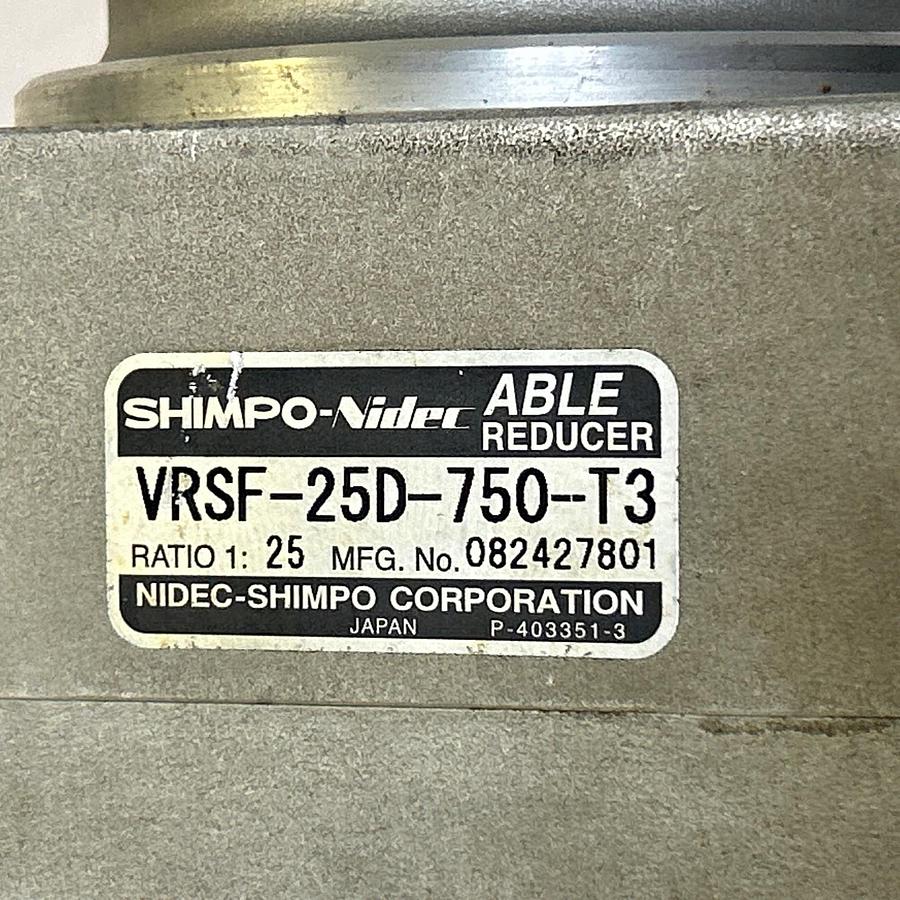 SHIMPO-Nidec ABLE REDUCER
VRSF-25D-750--T3
RATIO 1: 25 MFG. No. 082427801
NIDEC-SHIMPO CORPORATION
JAPAN P-403351-3